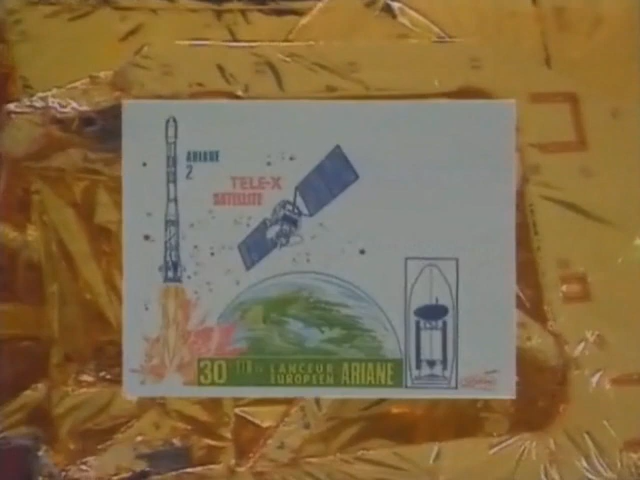 ARIANE
2
TELE-X
SATELLITE
30
LANCEUR
EUROPEEN
ARIANE